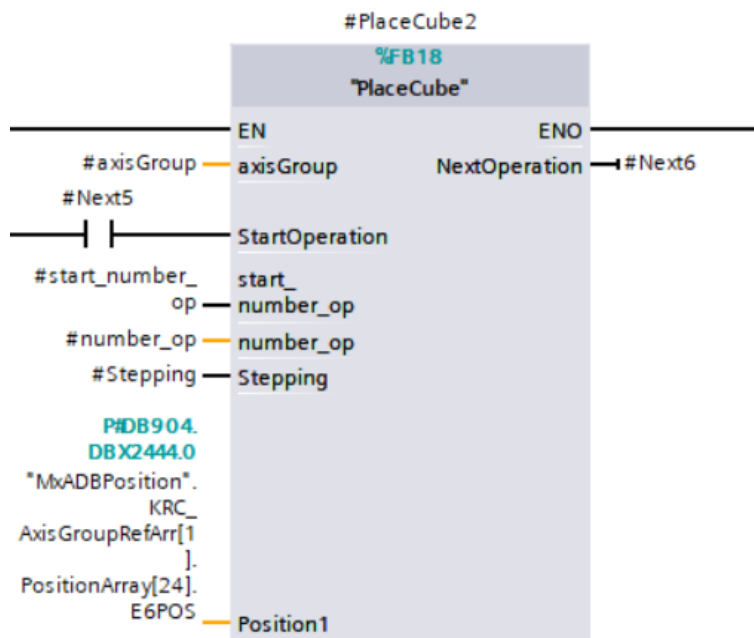 #PlaceCube2
%FB18
"PlaceCube"
EN ENO
#axisGroup axisGroup NextOperation #Next6
#Next5
StartOperation
#start_number_ start_
op number_op
#number_op number_op
#Stepping Stepping
P#DB904.
DBX2444.0
"MxADBPosition".
KRC_
AxisGroupRefArr[1
].
PositionArray[24].
E6POS
Position1